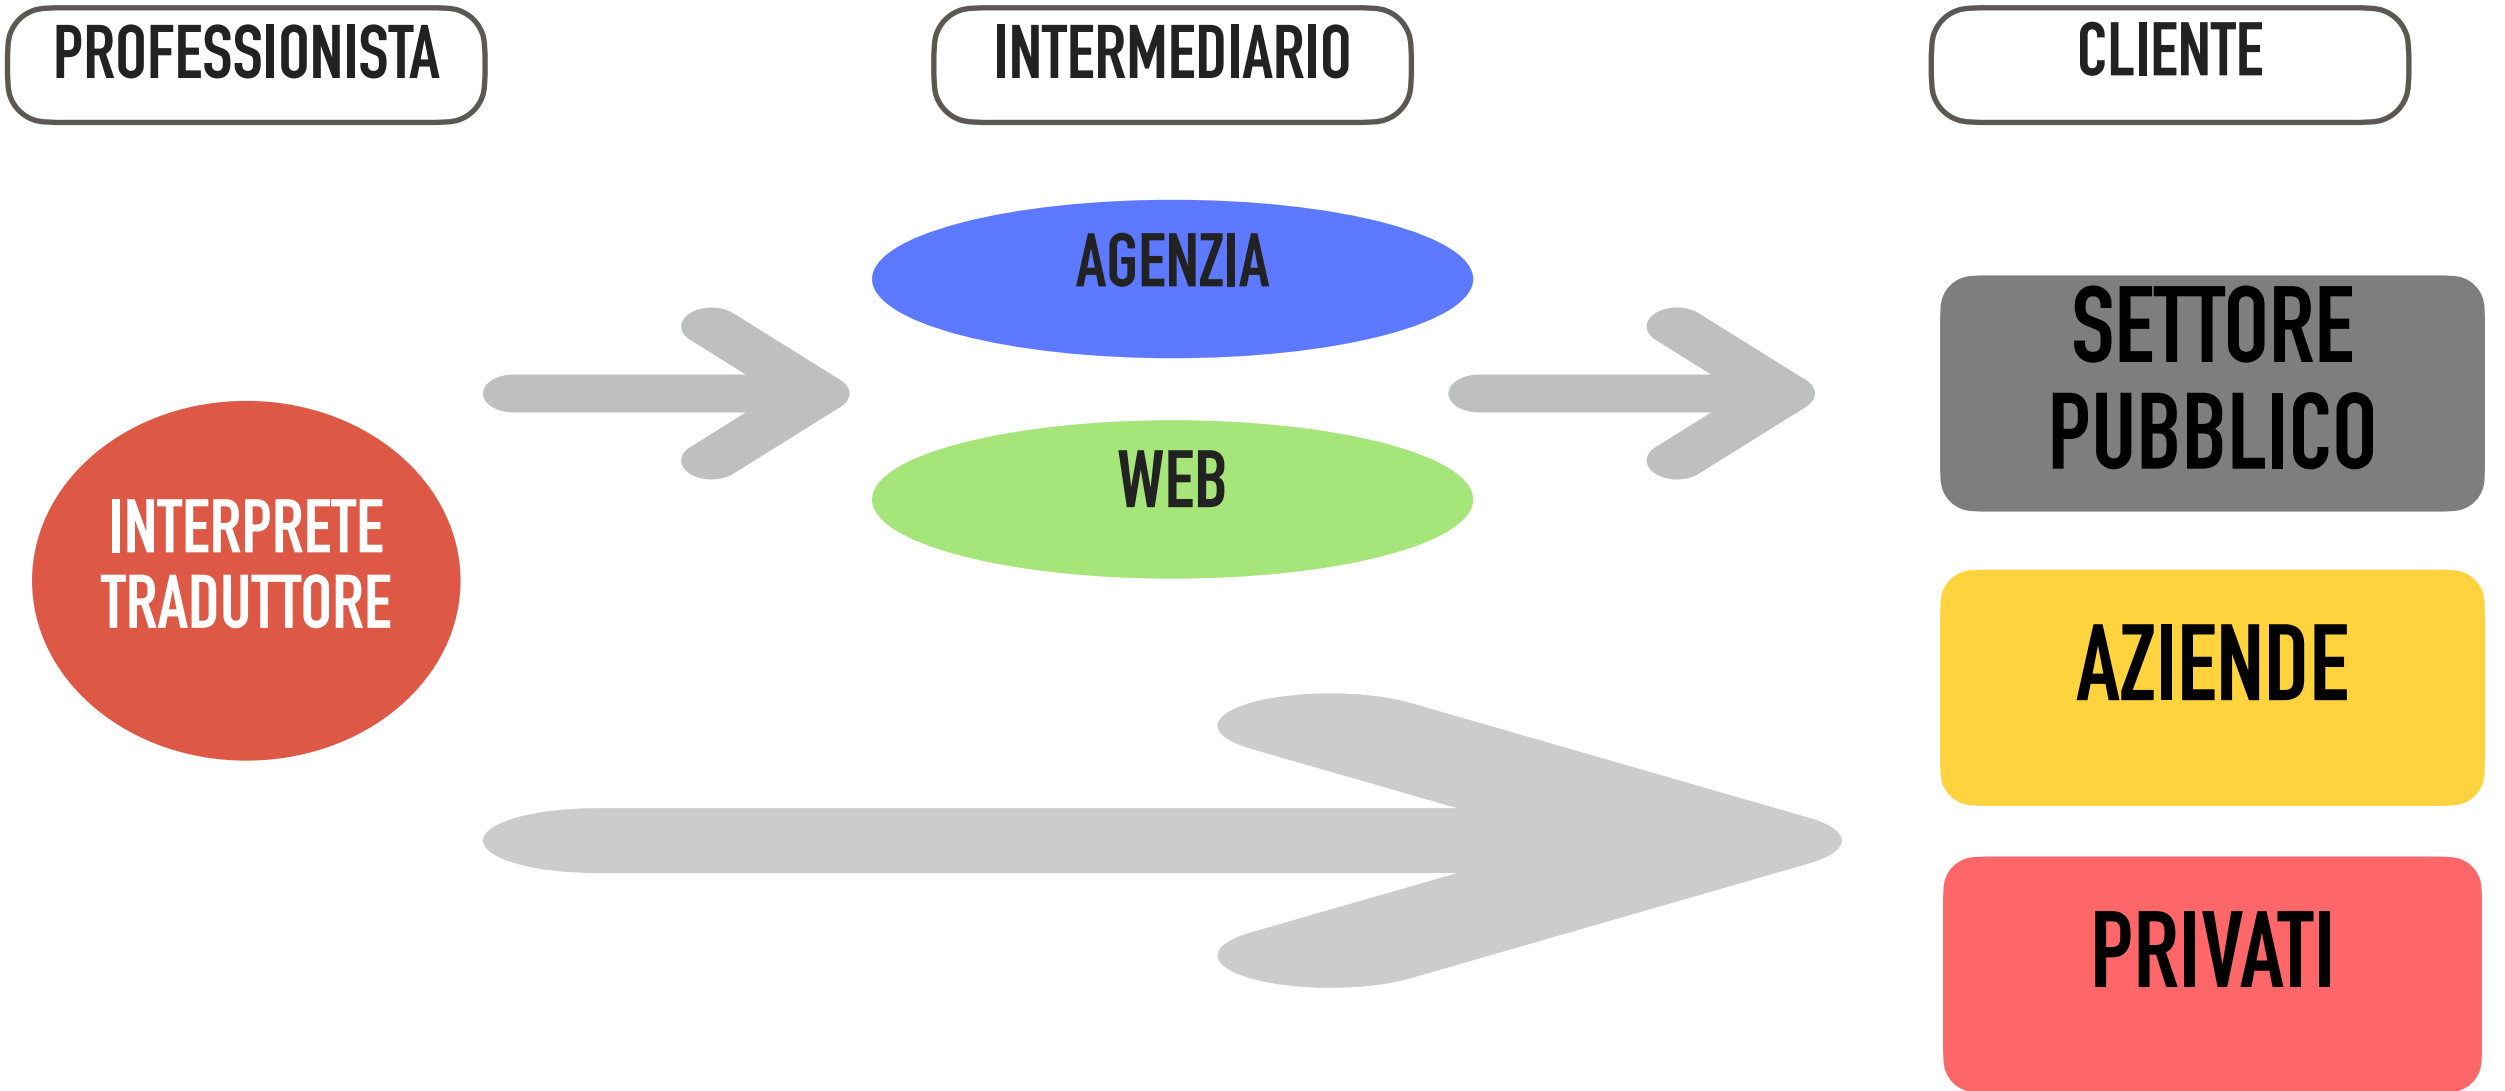 PROFESSIONISTA
INTERMEDIARIO
CLIENTE
AGENZIA
WEB
INTERPRETE
TRADUTTORE
SETTORE
PUBBLICO
AZIENDE
PRIVATI